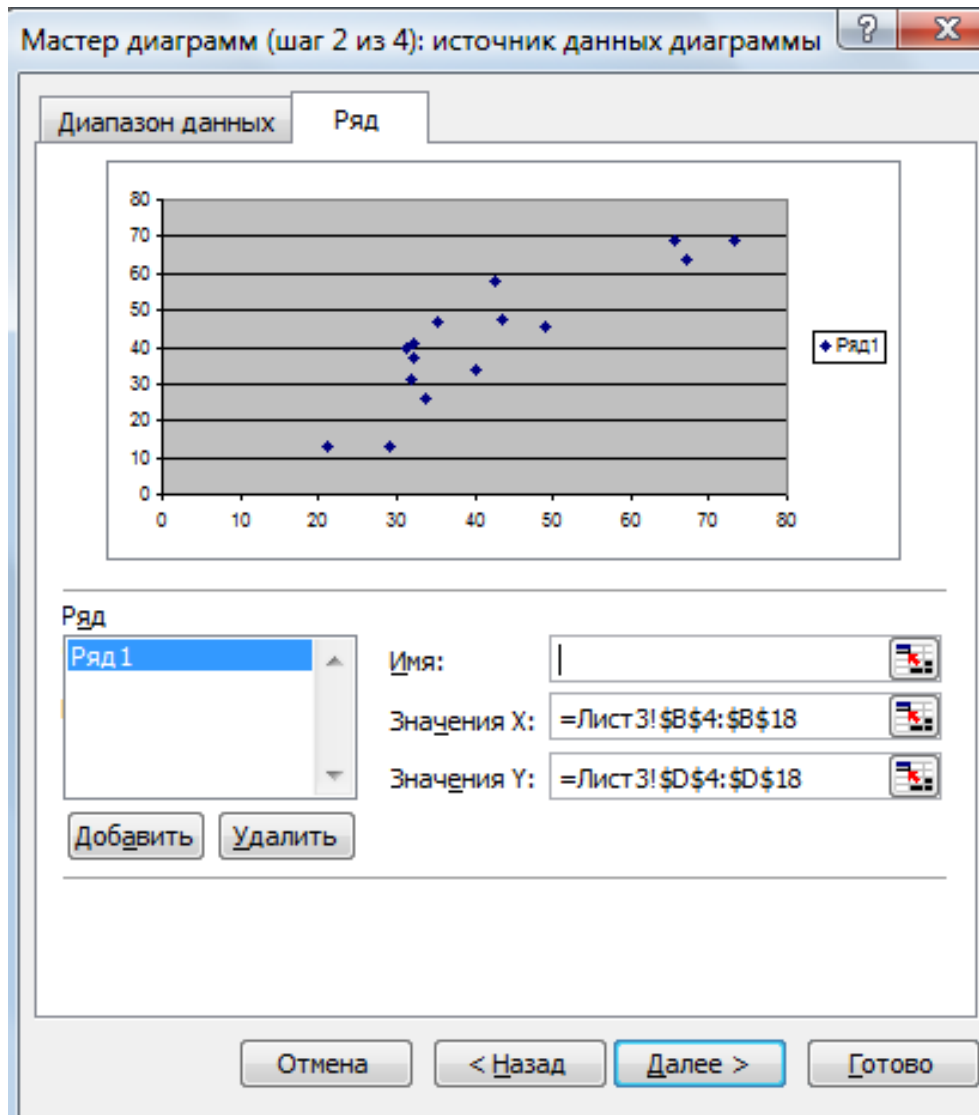 Мастер диаграмм (шаг 2 из 4): источник данных диаграммы
Диапазон данных Ряд
80
70
60
50
40
30
20
10
0
0 10 20 30 40 50 60 70 80
Ряд1
Ряд
Ряд1
Имя:
Значения X: =Лист3!$B$4:$B$18
Значения Y: =Лист3!$D$4:$D$18
Добавить Удалить
Отмена < Назад Далее > Готово